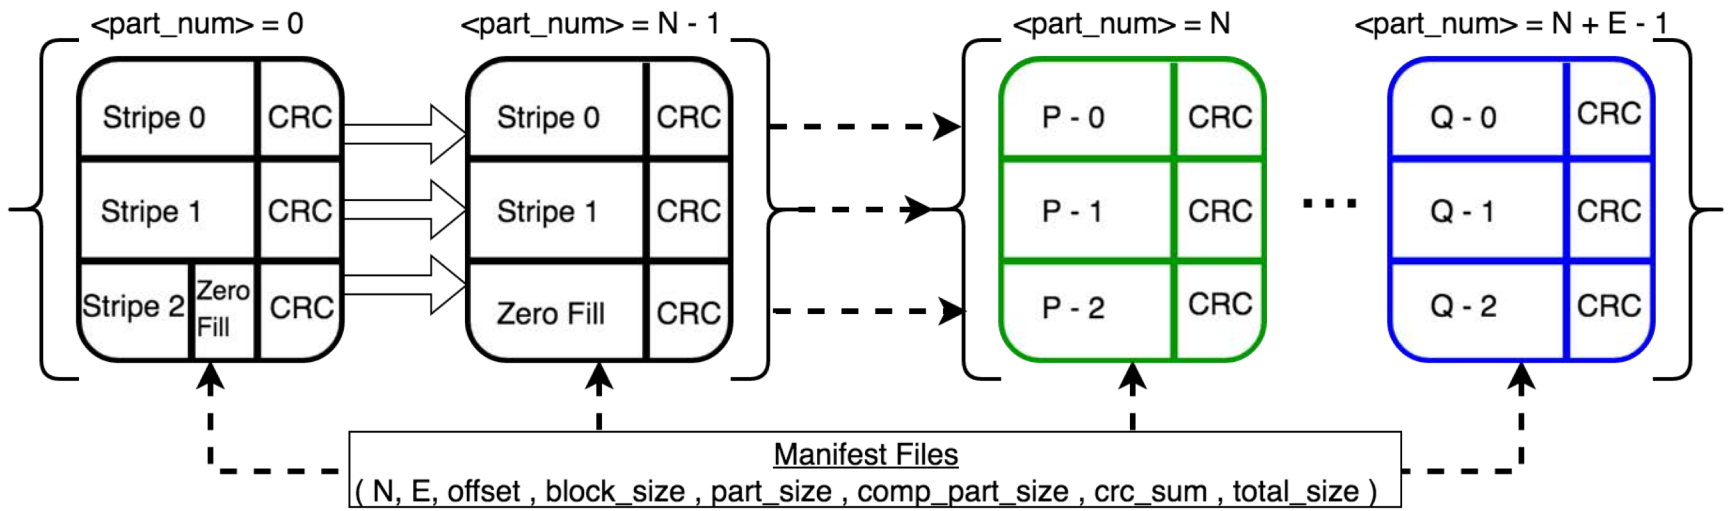 <part_num> = 0
<part_num> = N - 1
<part_num> = N
<part_num> = N + E - 1
Stripe 0
CRC
Stripe 0
CRC
P - 0
CRC
Q - 0
CRC
Stripe 1
CRC
Stripe 1
CRC
P - 1
CRC
...
Q - 1
CRC
Stripe 2
Zero
Fill
CRC
Zero Fill
CRC
P - 2
CRC
Q - 2
CRC
Manifest Files
( N, E, offset , block_size , part_size , comp_part_size , crc_sum , total_size )